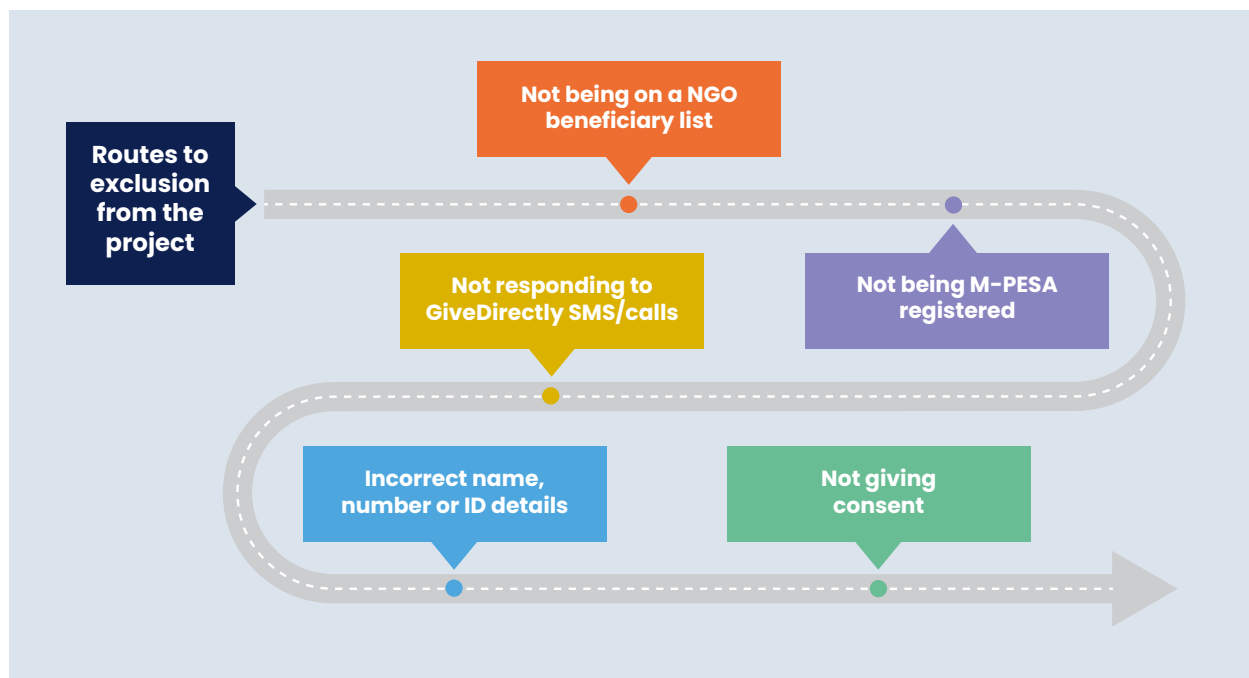 Routes to
exclusion
from the
project
Not being on a NGO
beneficiary list
Not being M-PESA
registered
Not responding to
GiveDirectly SMS/calls
Incorrect name,
number or ID details
Not giving
consent